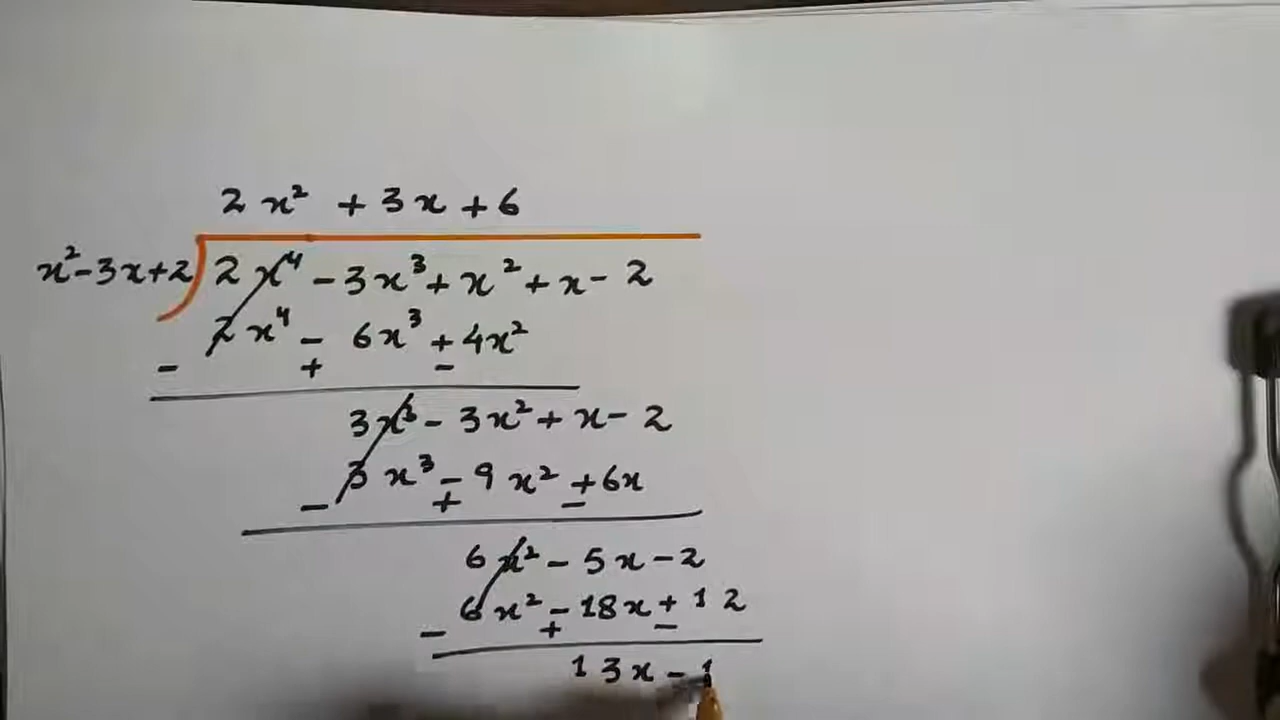 2x² + 3x + 6
x² - 3x + 2) 2x⁴ - 3x³ + x² + x - 2
2x⁴ - 6x³ + 4x²
- + -
3x³ - 3x² + x - 2
3x³ - 9x² + 6x
- + -
6x² - 5x - 2
6x² - 18x + 12
- + -
13x - 1